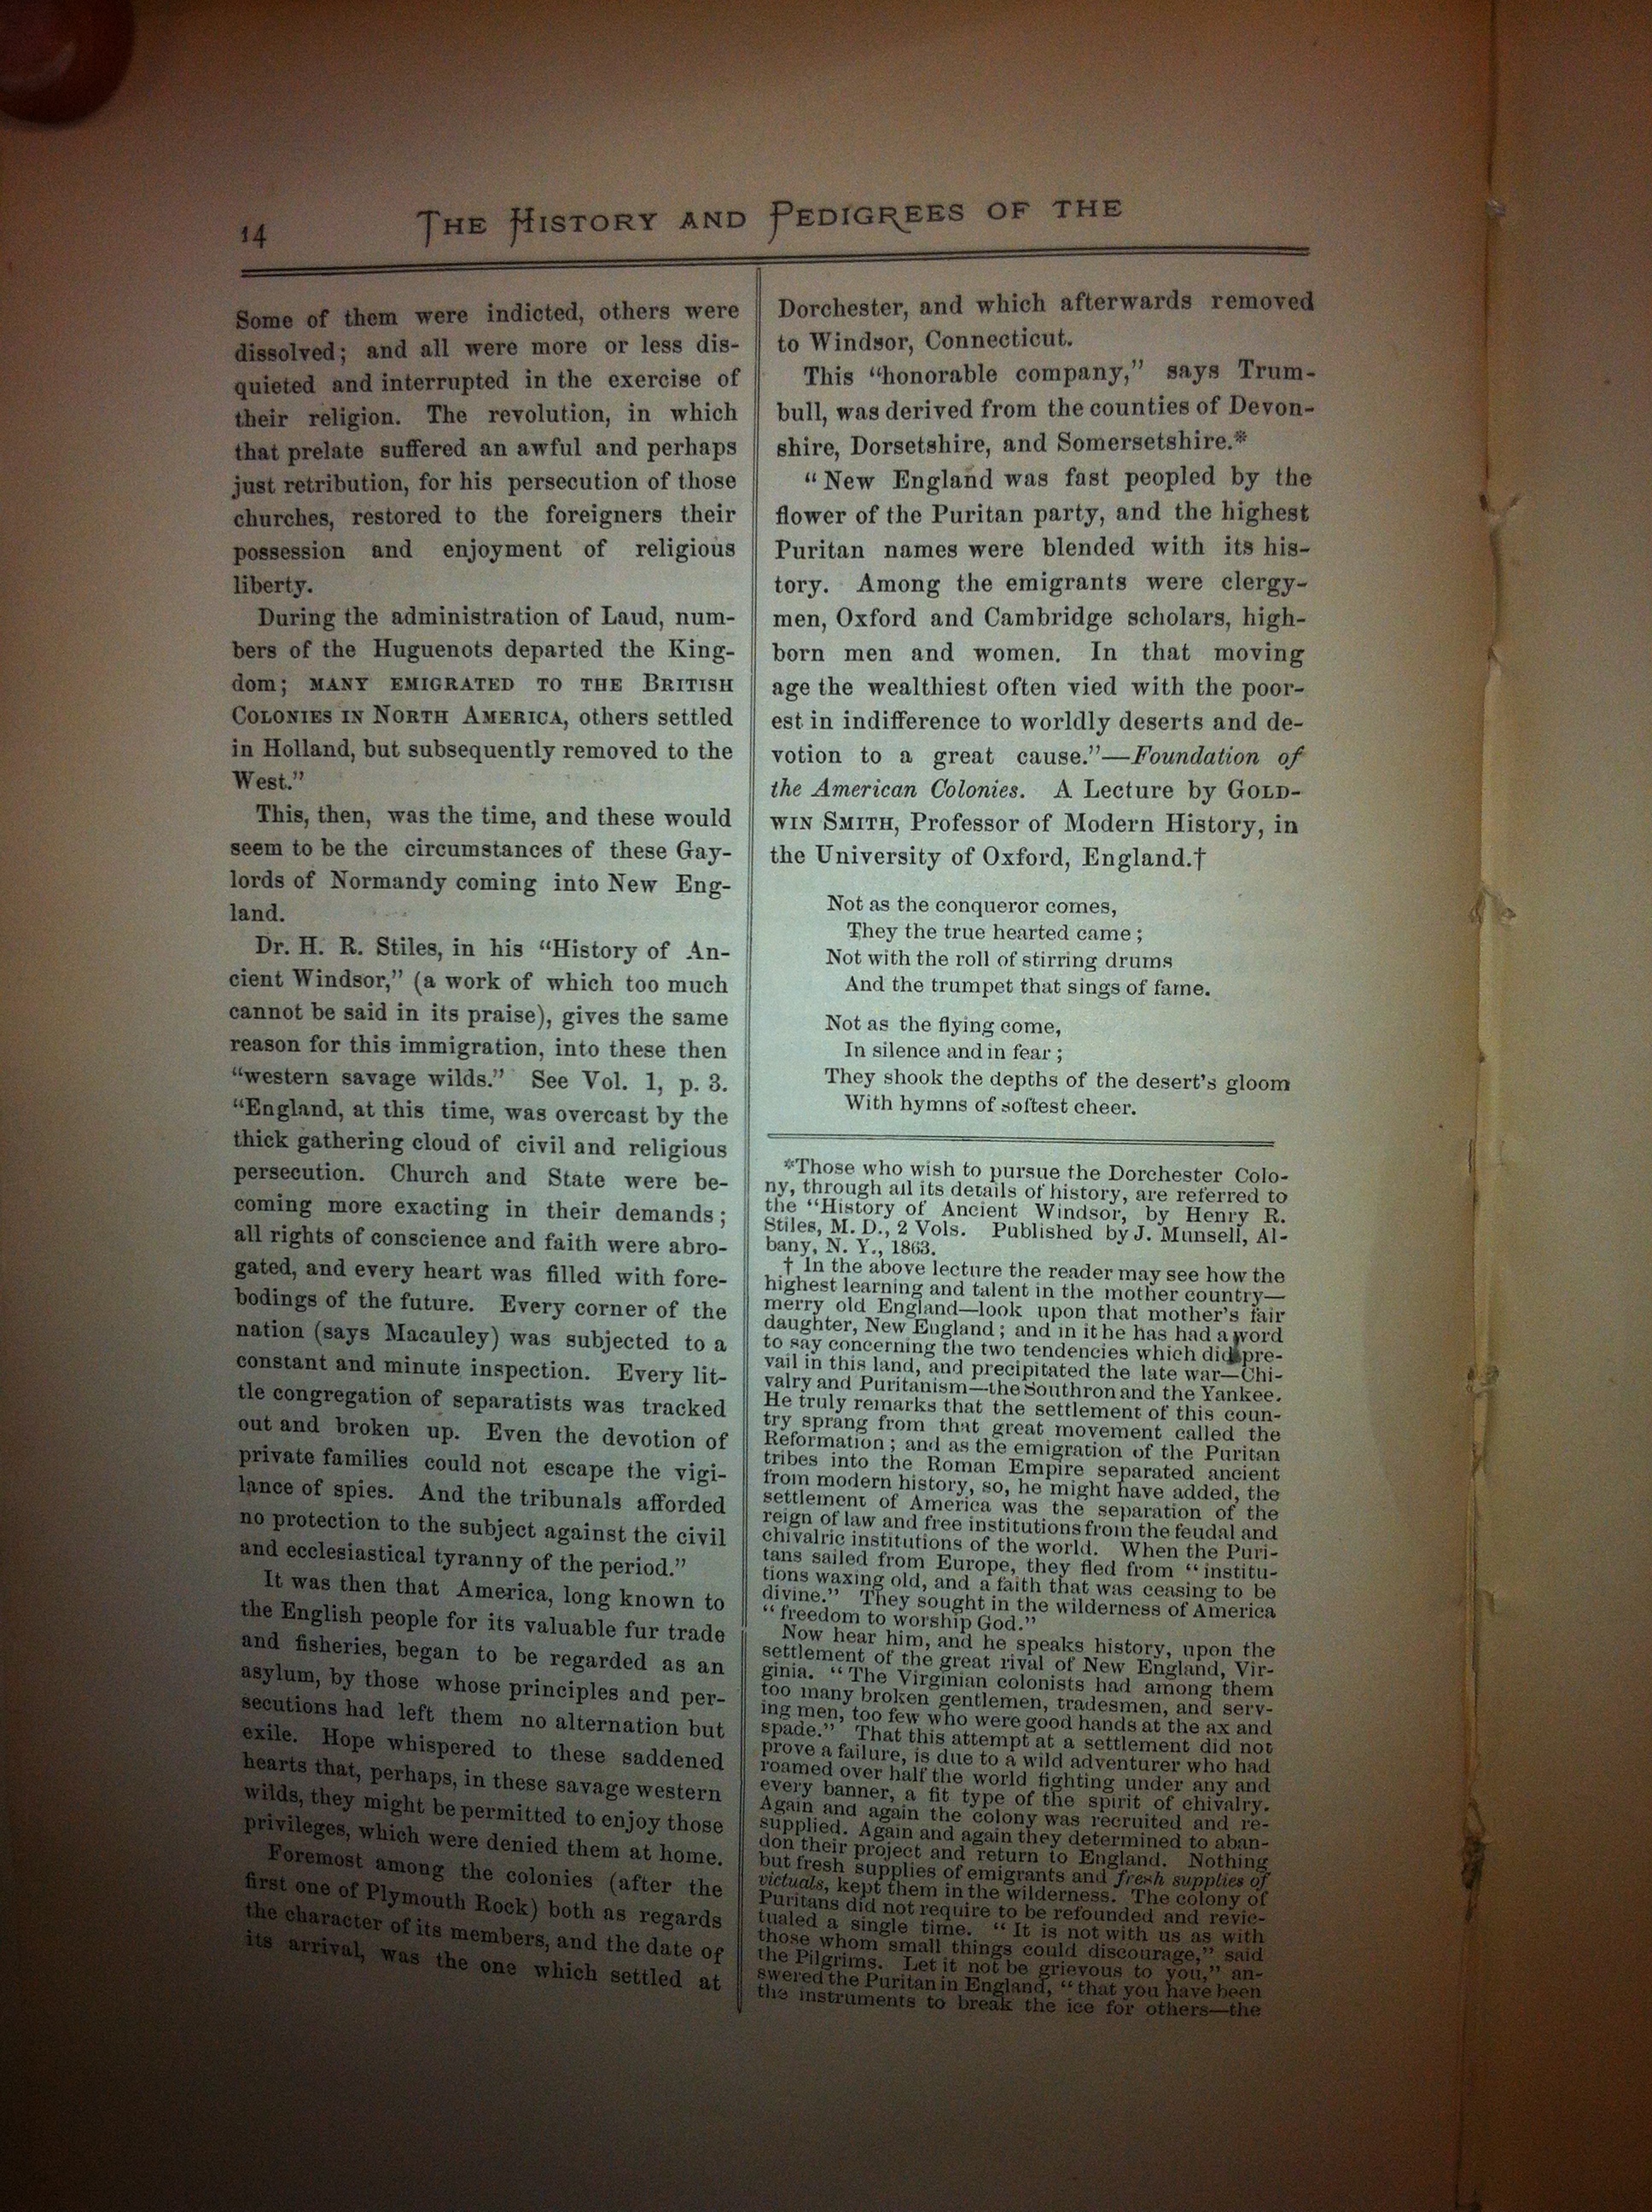 14
THE HISTORY AND PEDIGREES OF THE
Some of them were indicted, others were
dissolved; and all were more or less dis-
quieted and interrupted in the exercise of
their religion. The revolution, in which
that prelate suffered an awful and perhaps
just retribution, for his persecution of those
churches, restored to the foreigners their
possession and enjoyment of religious
liberty.
During the administration of Laud, num-
bers of the Huguenots departed the King-
dom; MANY EMIGRATED TO THE BRITISH
COLONIES IN NORTH AMERICA, others settled
in Holland, but subsequently removed to the
West.”
This, then, was the time, and these would
seem to be the circumstances of these Gay-
lords of Normandy coming into New Eng-
land.
Dr. H. R. Stiles, in his “History of An-
cient Windsor,” (a work of which too much
cannot be said in its praise), gives the same
reason for this immigration, into these then
“western savage wilds.” See Vol. 1, p. 3.
“England, at this time, was overcast by the
thick gathering cloud of civil and religious
persecution. Church and State were be-
coming more exacting in their demands;
all rights of conscience and faith were abro-
gated, and every heart was filled with fore-
bodings of the future. Every corner of the
nation (says Macauley) was subjected to a
constant and minute inspection. Every lit-
tle congregation of separatists was tracked
out and broken up. Even the devotion of
private families could not escape the vigi-
lance of spies. And the tribunals afforded
no protection to the subject against the civil
and ecclesiastical tyranny of the period.”
It was then that America, long known to
the English people for its valuable fur trade
and fisheries, began to be regarded as an
asylum, by those whose principles and per-
secutions had left them no alternation but
exile. Hope whispered to these saddened
hearts that, perhaps, in these savage western
wilds, they might be permitted to enjoy those
privileges, which were denied them at home.
Foremost among the colonies (after the
first one of Plymouth Rock) both as regards
the character of its members, and the date of
its arrival, was the one which settled at
Dorchester, and which afterwards removed
to Windsor, Connecticut.
This “honorable company,” says Trum-
bull, was derived from the counties of Devon-
shire, Dorsetshire, and Somersetshire.*
“New England was fast peopled by the
flower of the Puritan party, and the highest
Puritan names were blended with its his-
tory. Among the emigrants were clergy-
men, Oxford and Cambridge scholars, high-
born men and women. In that moving
age the wealthiest often vied with the poor-
est in indifference to worldly deserts and de-
votion to a great cause.”—Foundation of
the American Colonies. A Lecture by GOLD-
WIN SMITH, Professor of Modern History, in
the University of Oxford, England.†
Not as the conqueror comes,
They the true hearted came;
Not with the roll of stirring drums
And the trumpet that sings of fame.
Not as the flying come,
In silence and in fear;
They shook the depths of the desert’s gloom
With hymns of softest cheer.
*Those who wish to pursue the Dorchester Colo-
ny, through all its details of history, are referred to
the “History of Ancient Windsor, by Henry R.
Stiles, M. D., 2 Vols. Published by J. Munsell, Al-
bany, N. Y., 1863.
† In the above lecture the reader may see how the
highest learning and talent in the mother country—
merry old England—look upon that mother’s fair
daughter, New England; and in it he has had a word
to say concerning the two tendencies which did pre-
vail in this land, and precipitated the late war—Chi-
valry and Puritanism—the Southron and the Yankee.
He truly remarks that the settlement of this coun-
try sprang from that great movement called the
Reformation; and as the emigration of the Puritan
tribes into the Roman Empire separated ancient
from modern history, so, he might have added, the
settlement of America was the separation of the
reign of law and free institutions from the feudal and
chivalric institutions of the world. When the Puri-
tans sailed from Europe, they fled from “institu-
tions waxing old, and a faith that was ceasing to be
divine.” They sought in the wilderness of America
“freedom to worship God.”
Now hear him, and he speaks history, upon the
settlement of the great rival of New England, Vir-
ginia. “The Virginian colonists had among them
too many broken gentlemen, tradesmen, and serv-
ing men, too few who were good hands at the ax and
spade.” That this attempt at a settlement did not
prove a failure, is due to a wild adventurer who had
roamed over half the world fighting under any and
every banner, a fit type of the spirit of chivalry.
Again and again the colony was recruited and re-
supplied. Again and again they determined to aban-
don their project and return to England. Nothing
but fresh supplies of emigrants and fresh supplies of
victuals, kept them in the wilderness. The colony of
Puritans did not require to be refounded and revic-
tualed a single time. “It is not with us as with
those whom small things could discourage,” said
the Pilgrims. Let it not be grievous to you,” an-
swered the Puritan in England, “that you have been
the instruments to break the ice for others—the